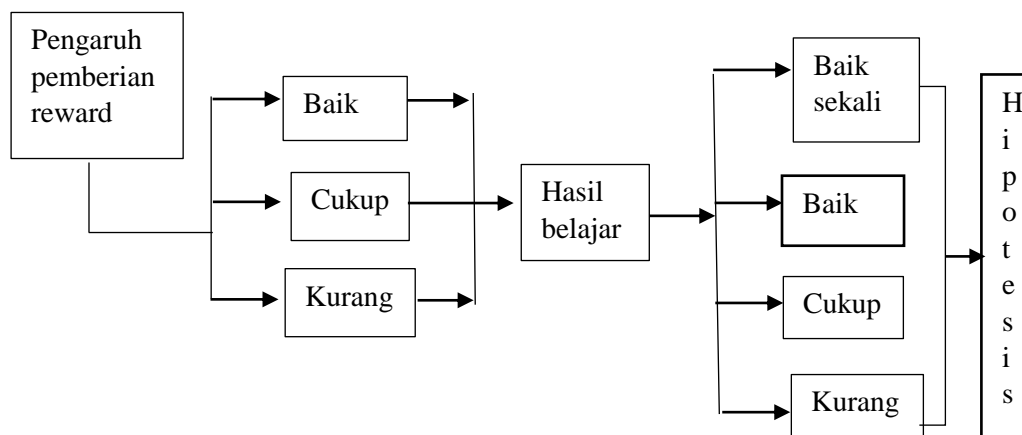 Pengaruh
pemberian
reward
Baik
Cukup
Kurang
Hasil
belajar
Baik
sekali
Baik
Cukup
Kurang
H
i
p
o
t
e
s
i
s